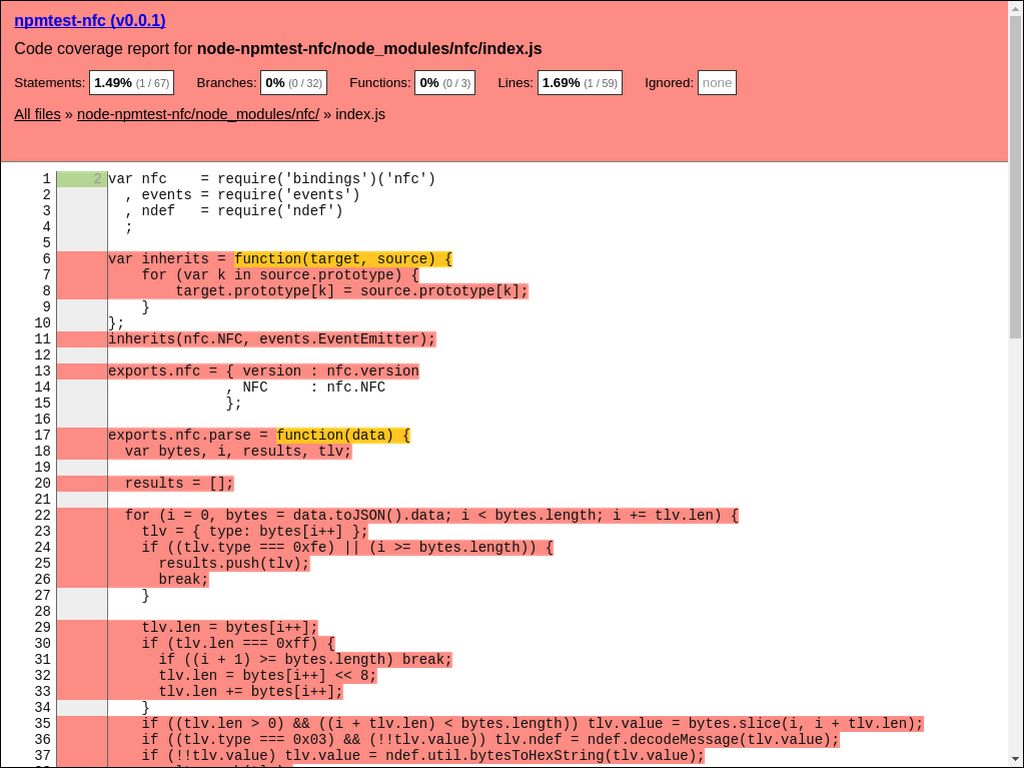 npmtest-nfc (v0.0.1)
Code coverage report for node-npmtest-nfc/node_modules/nfc/index.js
Statements: 1.49% (1 / 67) Branches: 0% (0 / 32) Functions: 0% (0 / 3) Lines: 1.69% (1 / 59) Ignored: none
All files » node-npmtest-nfc/node_modules/nfc/ » index.js
1 2 var nfc    = require('bindings')('nfc')
2   , events = require('events')
3   , ndef   = require('ndef')
4   ;
5
6 var inherits = function(target, source) {
7     for (var k in source.prototype) {
8         target.prototype[k] = source.prototype[k];
9     }
10 };
11 inherits(nfc.NFC, events.EventEmitter);
12
13 exports.nfc = { version : nfc.version
14               , NFC     : nfc.NFC
15               };
16
17 exports.nfc.parse = function(data) {
18   var bytes, i, results, tlv;
19
20   results = [];
21
22   for (i = 0, bytes = data.toJSON().data; i < bytes.length; i += tlv.len) {
23     tlv = { type: bytes[i++] };
24     if ((tlv.type === 0xfe) || (i >= bytes.length)) {
25       results.push(tlv);
26       break;
27     }
28
29     tlv.len = bytes[i++];
30     if (tlv.len === 0xff) {
31       if ((i + 1) >= bytes.length) break;
32       tlv.len = bytes[i++] << 8;
33       tlv.len += bytes[i++];
34     }
35     if ((tlv.len > 0) && ((i + tlv.len) < bytes.length)) tlv.value = bytes.slice(i, i + tlv.len);
36     if ((tlv.type === 0x03) && (!!tlv.value)) tlv.ndef = ndef.decodeMessage(tlv.value);
37     if (!!tlv.value) tlv.value = ndef.util.bytesToHexString(tlv.value);